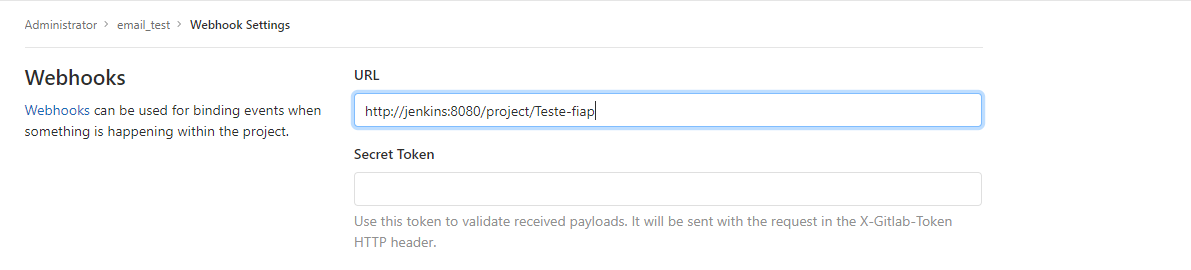 Administrator > email_test > Webhook Settings
Webhooks
Webhooks can be used for binding events when
something is happening within the project.
URL
http://jenkins:8080/project/Teste-fiap
Secret Token
Use this token to validate received payloads. It will be sent with the request in the X-Gitlab-Token
HTTP header.